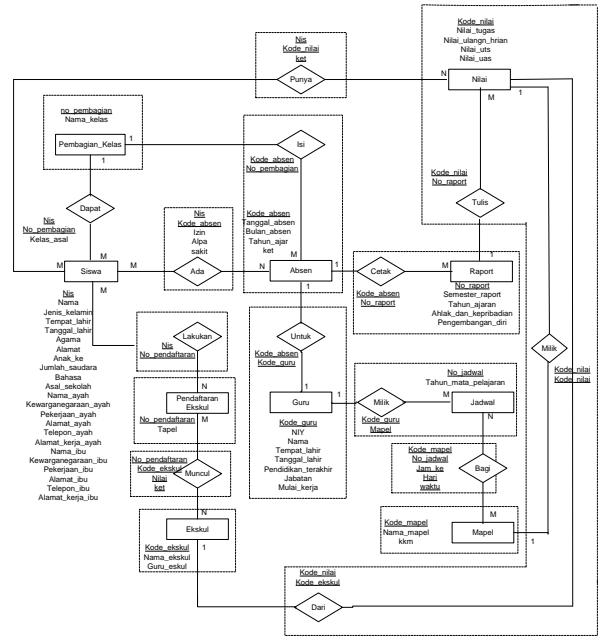 Kode_nilai
Nilai_tugas
Nilai_ulangn_hrian
Nilai_uts
Nilai_uas
Nis
Kode_nilai
ket
Punya
N
Nilai
M
1
no_pembagian
Nama_kelas
Pembagian_Kelas
1
1
1
Isi
Kode_absen
No_pembagian
Kode_nilai
No_raport
Tulis
Dapat
Nis
No_pembagian
Kelas_asal
Nis
Kode_absen
Izin
Alpa
sakit
Kode_absen
Tanggal_absen
Bulan_absen
Tahun_ajar
ket
M
M
M
Siswa
M
Ada
N
Absen
M
1
1
Cetak
M
1
Raport
Kode_absen
No_raport
No_raport
Semester_raport
Tahun_ajaran
Ahlak_dan_kepribadian
Pengembangan_diri
Nis
Nama
Jenis_kelamin
Tempat_lahir
Tanggal_lahir
Agama
Alamat
Anak_ke
Jumlah_saudara
Bahasa
Asal_sekolah
Nama_ayah
Kewarganegaraan_ayah
Pekerjaan_ayah
Alamat_ayah
Telepon_ayah
Alamat_kerja_ayah
Nama_ibu
Kewarganegaraan_ibu
Pekerjaan_ibu
Alamat_ibu
Telepon_ibu
Alamat_kerja_ibu
M
Lakukan
Nis
No_pendaftaran
Untuk
Kode_absen
Kode_guru
Milik
Kode_nilai
Kode_nilai
N
Pendaftaran
Ekskul
M
No_pendaftaran
Tapel
1
Guru
1
Milik
Kode_guru
Mapel
No_jadwal
Tahun_mata_pelajaran
M
Jadwal
N
Kode_guru
NIY
Nama
Tempat_lahir
Tanggal_lahir
Pendidikan_terakhir
Jabatan
Mulai_kerja
No_pendaftaran
Kode_ekskul
Nilai
ket
Muncul
Kode_mapel
No_jadwal
Jam_ke
Hari
waktu
Bagi
N
Ekskul
1
Kode_ekskul
Nama_ekskul
Guru_eskul
Kode_mapel
Nama_mapel
kkm
M
Mapel
1
Kode_nilai
Kode_ekskul
Dari